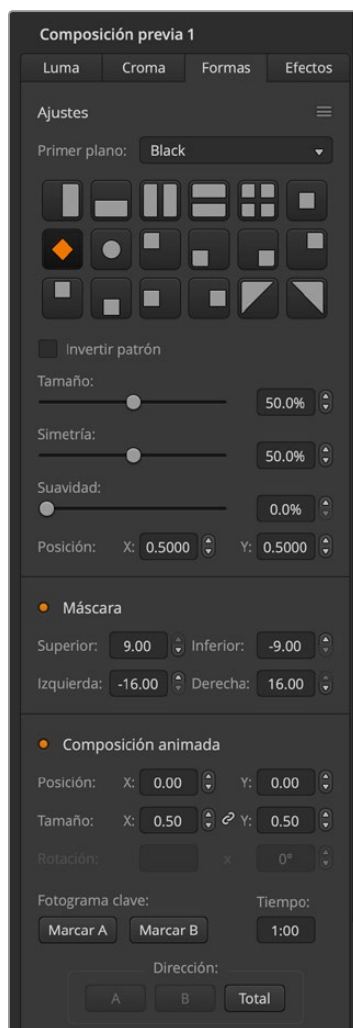 Composición previa 1
Luma Croma Formas Efectos
Ajustes
Primer plano: Black
Invertir patrón
Tamaño:
50.0%
Simetría:
50.0%
Suavidad:
0.0%
Posición: X: 0.5000 Y: 0.5000
Máscara
Superior: 9.00 Inferior: -9.00
Izquierda: -16.00 Derecha: 16.00
Composición animada
Posición: X: 0.00 Y: 0.00
Tamaño: X: 0.50 Y: 0.50
Rotación: x 0°
Fotograma clave: Tiempo:
Marcar A Marcar B 1:00
Dirección:
A B Total